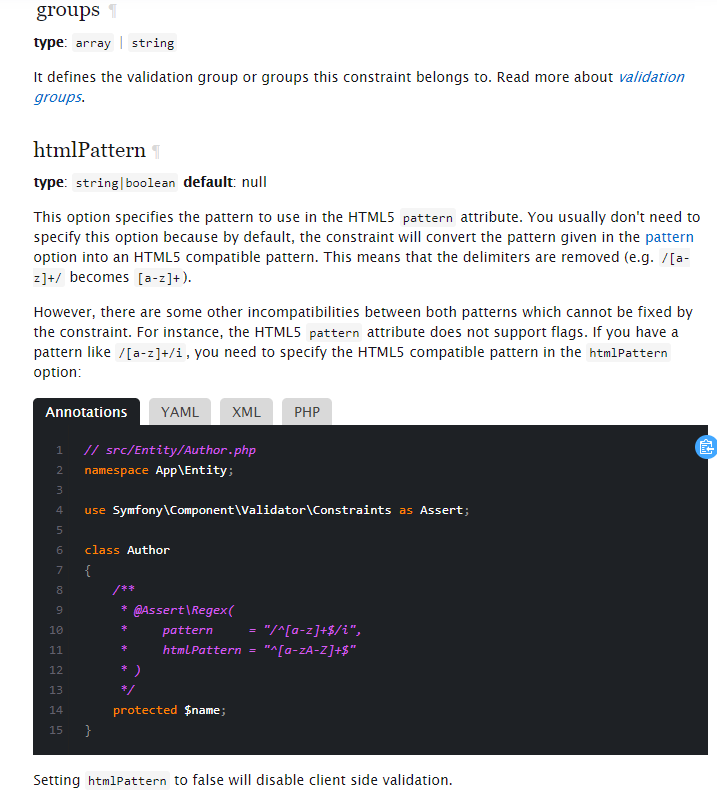 groups ¶
type: array | string
It defines the validation group or groups this constraint belongs to. Read more about validation
groups.
htmlPattern ¶
type: string|boolean default: null
This option specifies the pattern to use in the HTML5 pattern attribute. You usually don't need to
specify this option because by default, the constraint will convert the pattern given in the pattern
option into an HTML5 compatible pattern. This means that the delimiters are removed (e.g. /[a-
z]+/ becomes [a-z]+).
However, there are some other incompatibilities between both patterns which cannot be fixed by
the constraint. For instance, the HTML5 pattern attribute does not support flags. If you have a
pattern like /[a-z]+/i, you need to specify the HTML5 compatible pattern in the htmlPattern
option:
Annotations YAML XML PHP
1 // src/Entity/Author.php
2 namespace App\Entity;
3
4 use Symfony\Component\Validator\Constraints as Assert;
5
6 class Author
7 {
8 /**
9 * @Assert\Regex(
10 * pattern = "/^[a-z]+$/i",
11 * htmlPattern = "^[a-zA-Z]+$"
12 * )
13 */
14 protected $name;
15 }
Setting htmlPattern to false will disable client side validation.